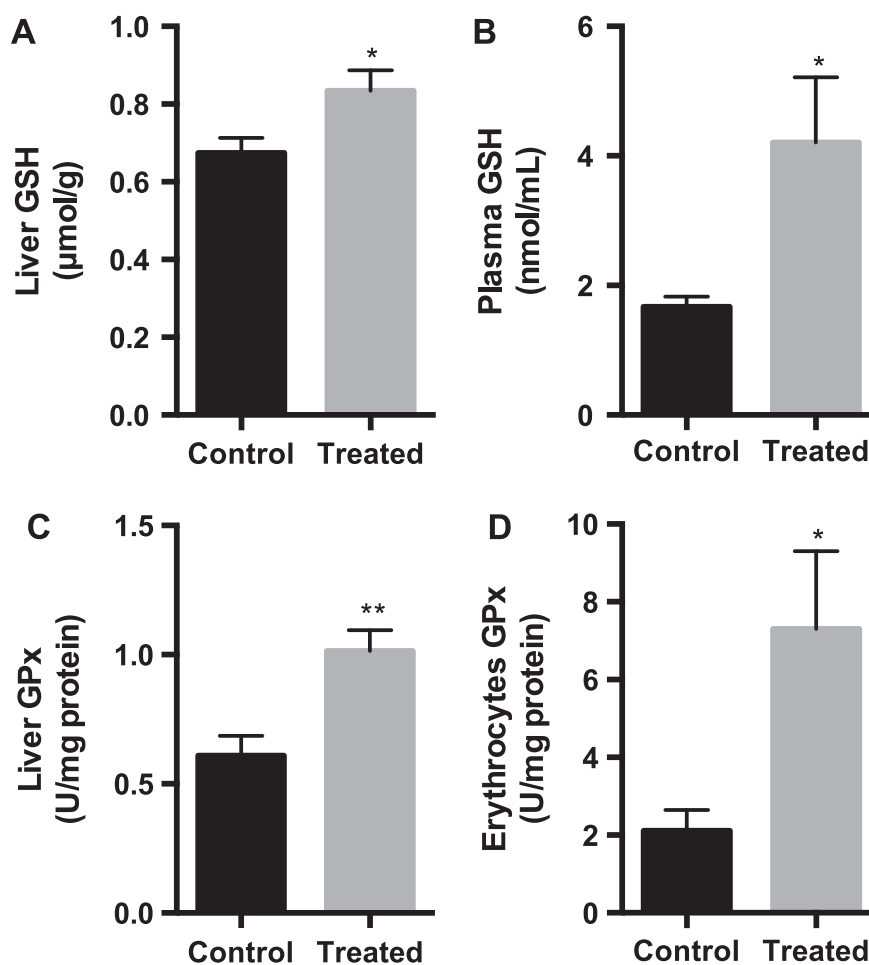 A
Liver GSH
(µmol/g)
1.0
0.8
0.6
0.4
0.2
0.0
*
Control Treated
B
Plasma GSH
(nmol/mL)
6
4
2
0
*
Control Treated
C
Liver GPx
(U/mg protein)
1.5
1.0
0.5
0.0
**
Control Treated
D
Erythrocytes GPx
(U/mg protein)
10
8
6
4
2
0
*
Control Treated